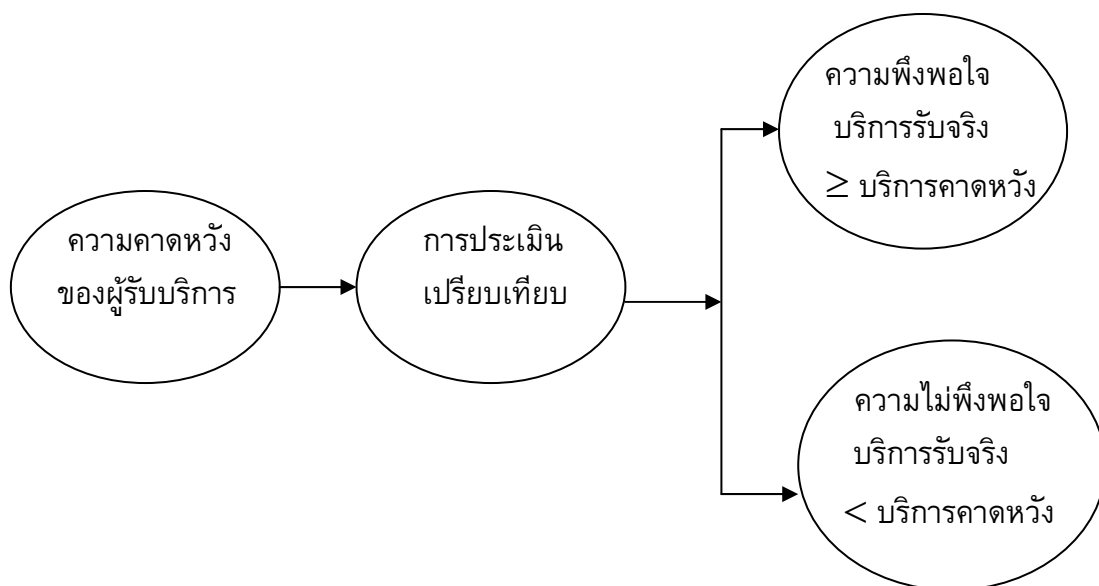 ความคาดหวัง
ของผู้รับบริการ
การประเมิน
เปรียบเทียบ
ความพึงพอใจ
บริการรับจริง
≥ บริการคาดหวัง
ความไม่พึงพอใจ
บริการรับจริง
< บริการคาดหวัง